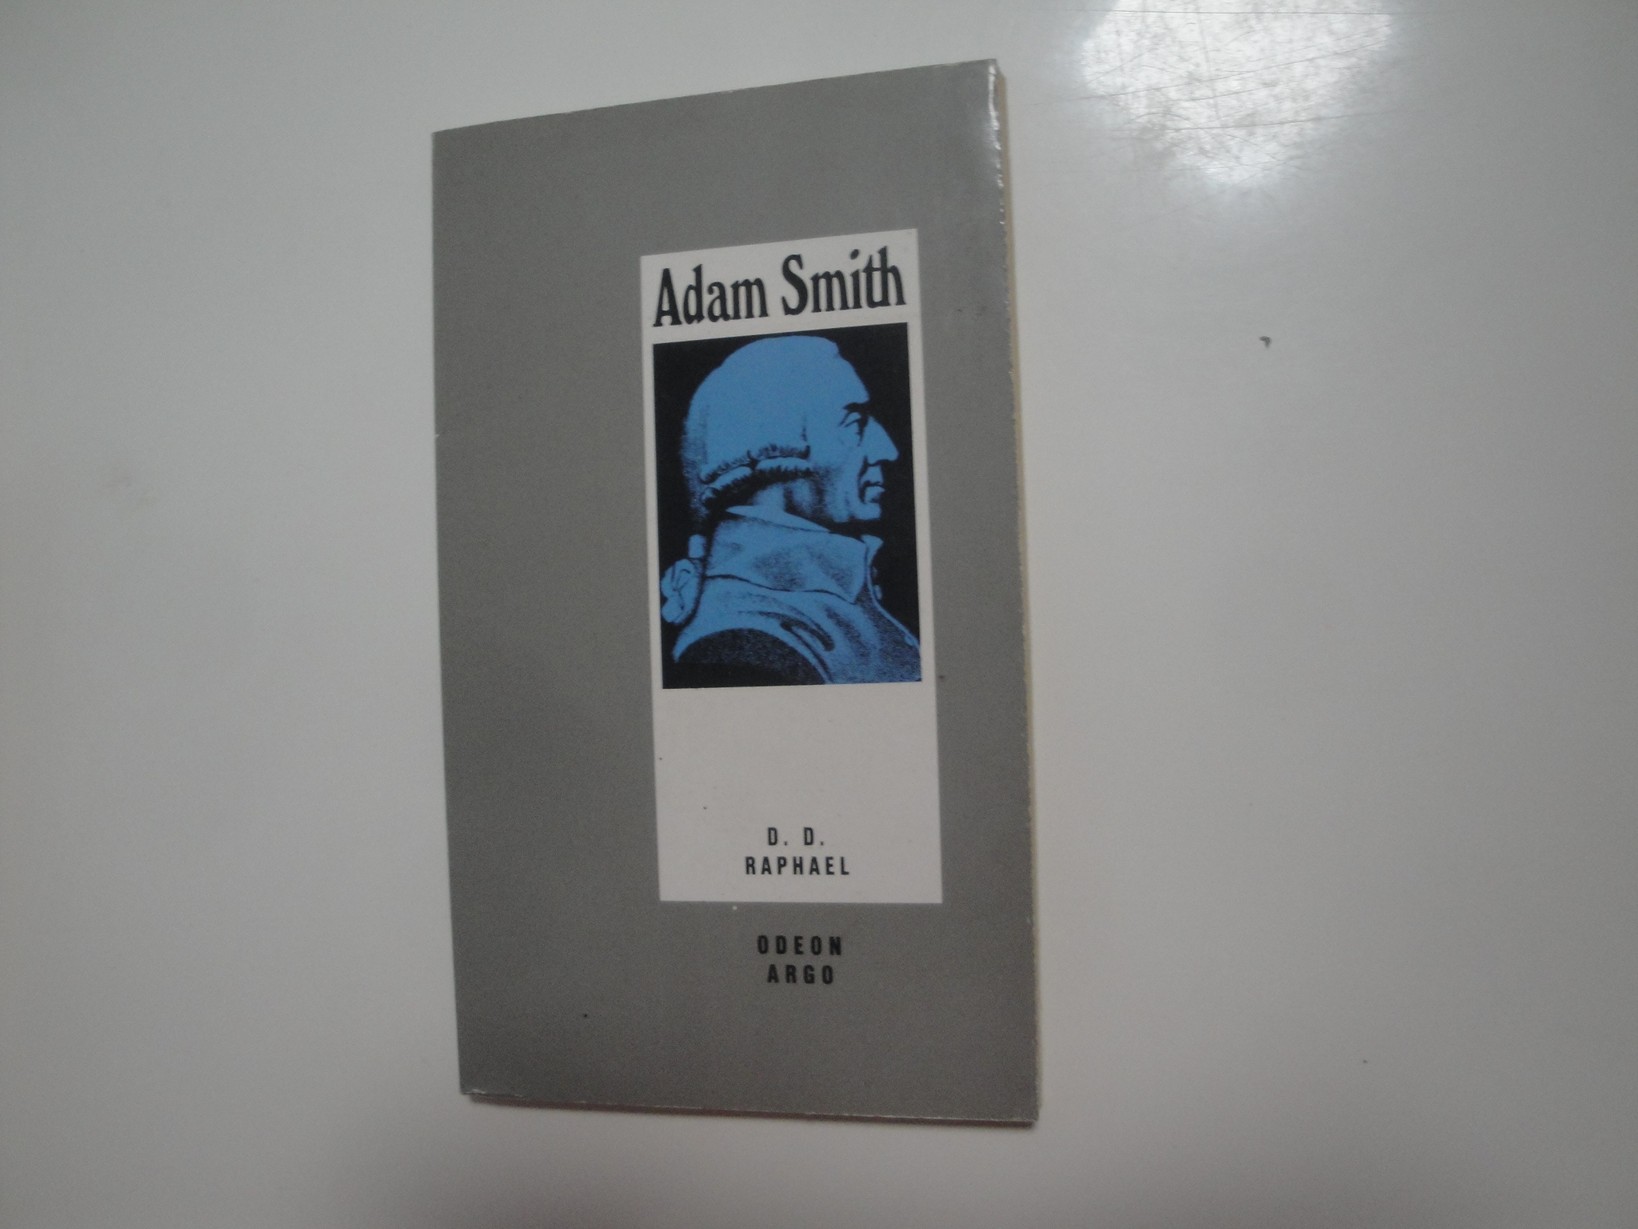 Adam Smith
D. D.
RAPHAEL
ODEON
ARGO